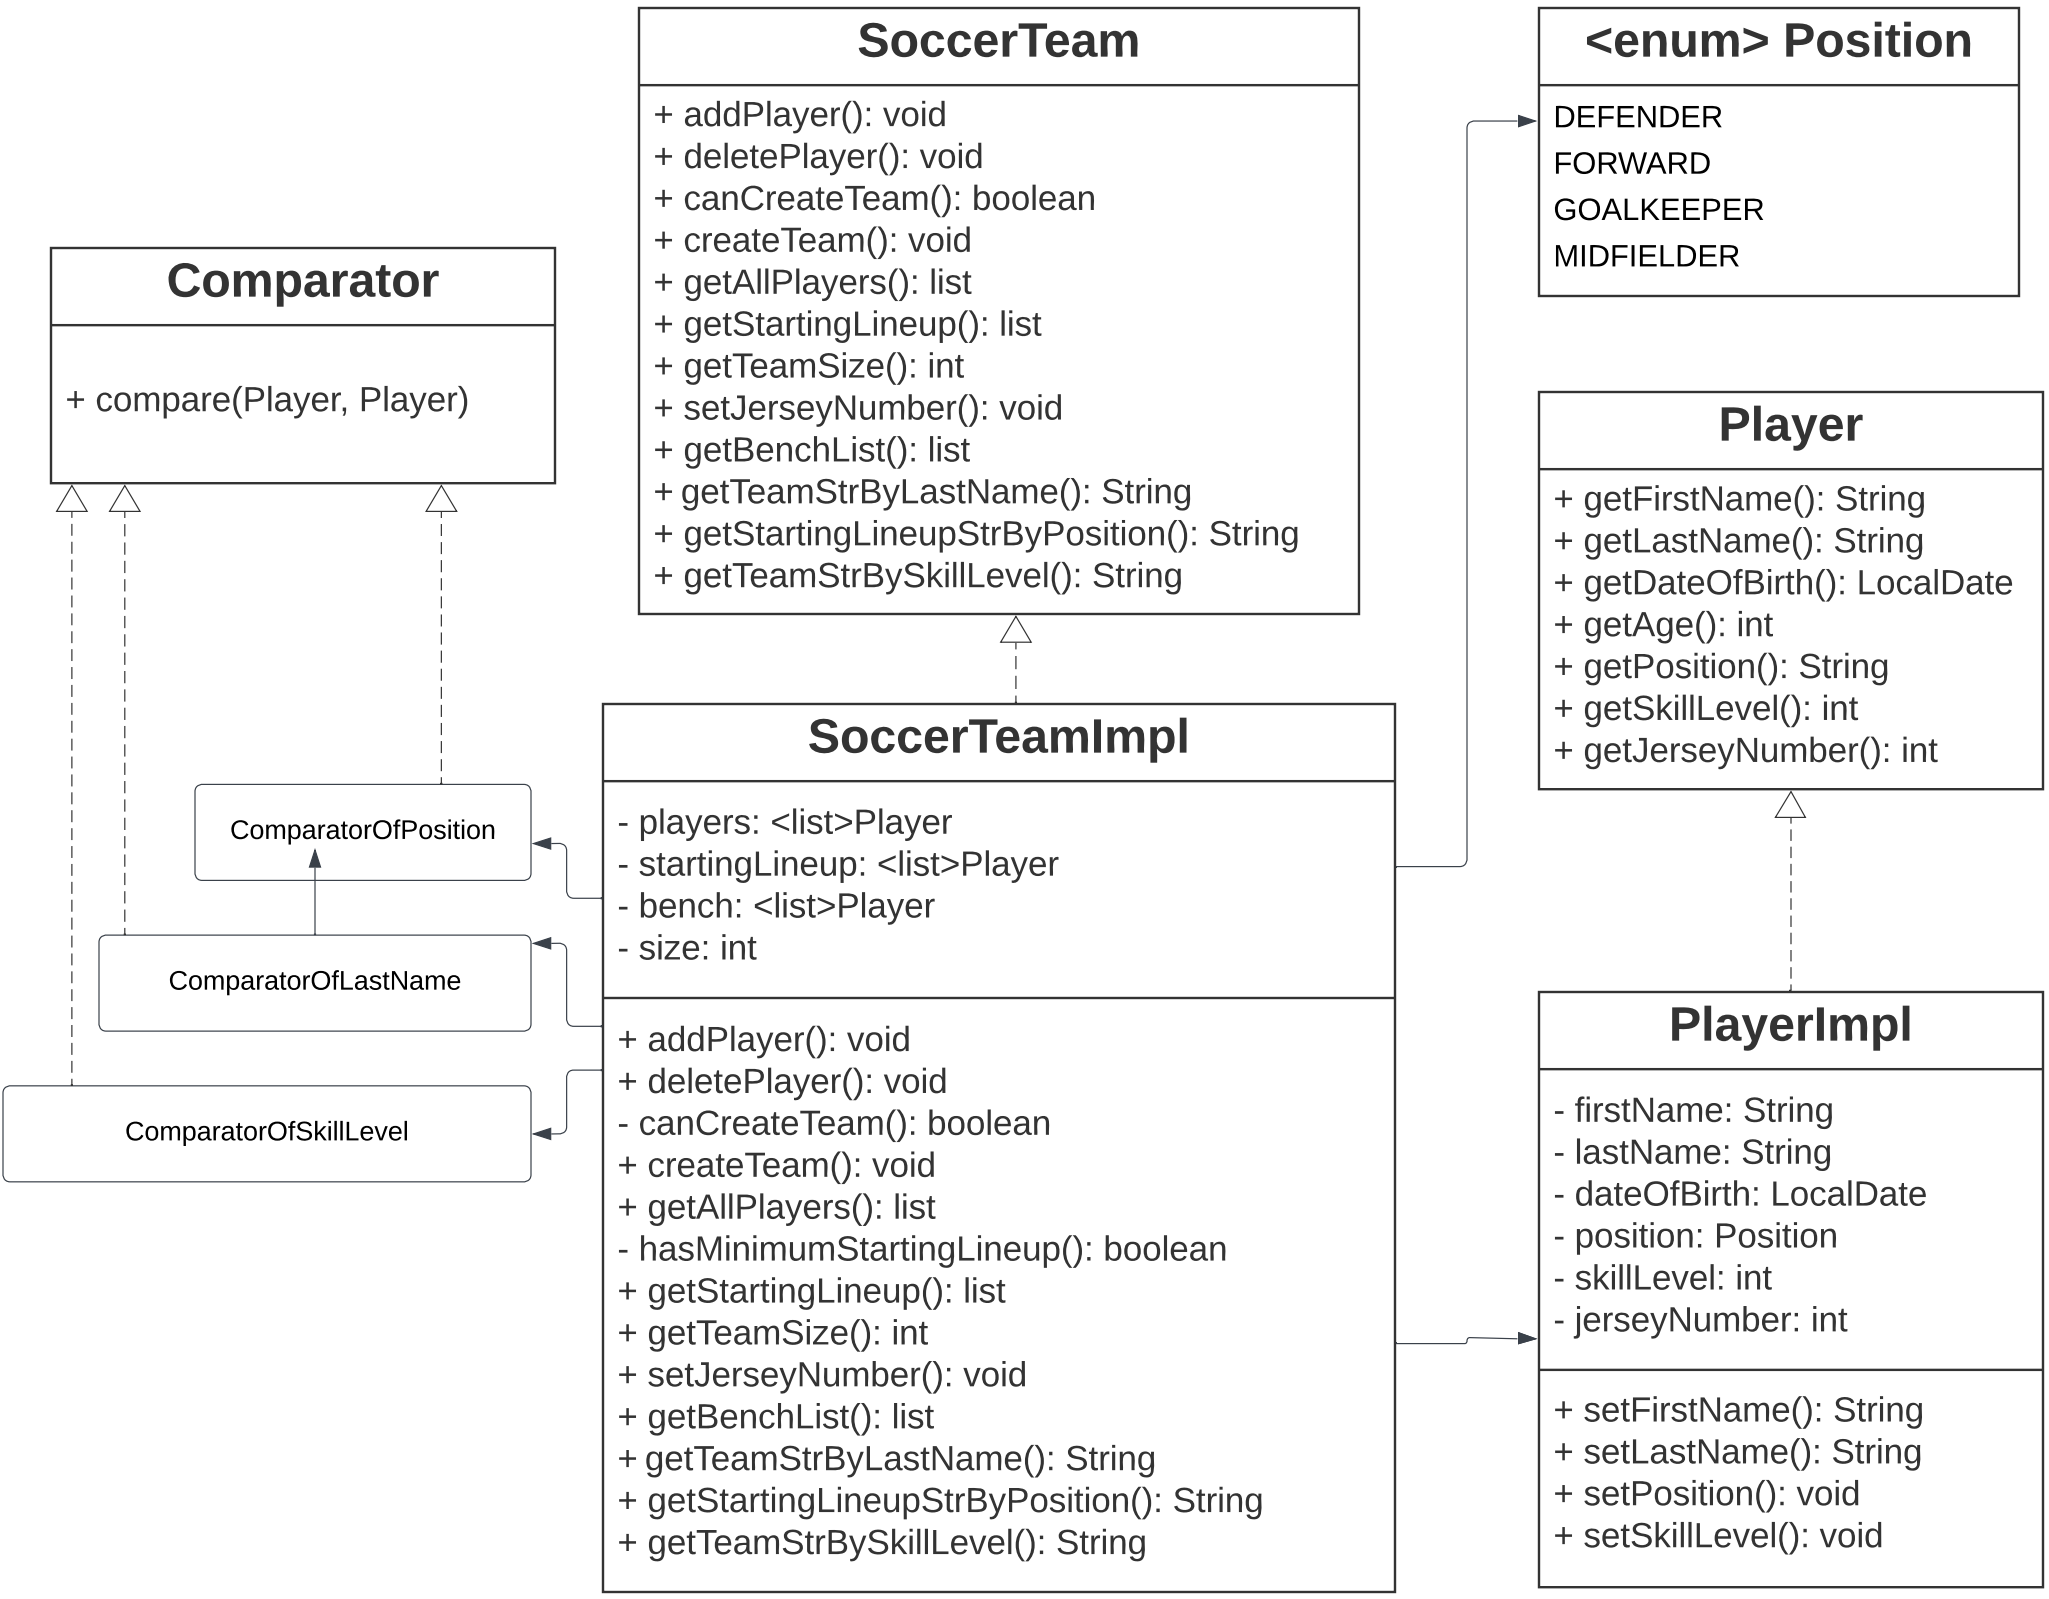 SoccerTeam
+ addPlayer(): void
+ deletePlayer(): void
+ canCreateTeam(): boolean
+ createTeam(): void
+ getAllPlayers(): list
+ getStartingLineup(): list
+ getTeamSize(): int
+ setJerseyNumber(): void
+ getBenchList(): list
+ getTeamStrByLastName(): String
+ getStartingLineupStrByPosition(): String
+ getTeamStrBySkillLevel(): String
<enum> Position
DEFENDER
FORWARD
GOALKEEPER
MIDFIELDER
Comparator
+ compare(Player, Player)
Player
+ getFirstName(): String
+ getLastName(): String
+ getDateOfBirth(): LocalDate
+ getAge(): int
+ getPosition(): String
+ getSkillLevel(): int
+ getJerseyNumber(): int
ComparatorOfPosition
ComparatorOfLastName
ComparatorOfSkillLevel
SoccerTeamImpl
- players: <list>Player
- startingLineup: <list>Player
- bench: <list>Player
- size: int
+ addPlayer(): void
+ deletePlayer(): void
- canCreateTeam(): boolean
+ createTeam(): void
+ getAllPlayers(): list
- hasMinimumStartingLineup(): boolean
+ getStartingLineup(): list
+ getTeamSize(): int
+ setJerseyNumber(): void
+ getBenchList(): list
+ getTeamStrByLastName(): String
+ getStartingLineupStrByPosition(): String
+ getTeamStrBySkillLevel(): String
PlayerImpl
- firstName: String
- lastName: String
- dateOfBirth: LocalDate
- position: Position
- skillLevel: int
- jerseyNumber: int
+ setFirstName(): String
+ setLastName(): String
+ setPosition(): void
+ setSkillLevel(): void